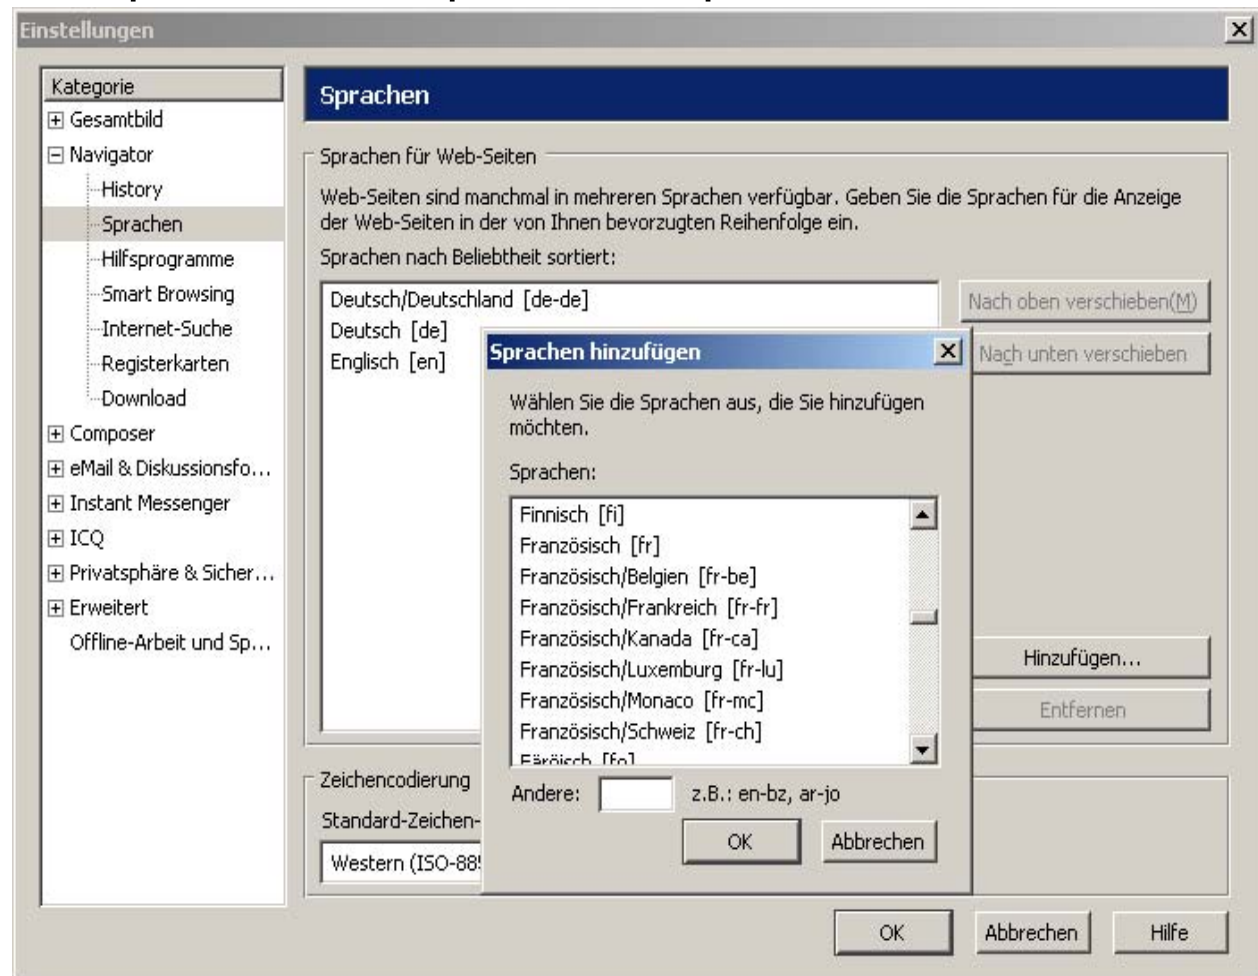 Einstellungen
Kategorie
Gesamtbild
Navigator
History
Sprachen
Hilfsprogramme
Smart Browsing
Internet-Suche
Registerkarten
Download
Composer
eMail & Diskussionsfo...
Instant Messenger
ICQ
Privatsphäre & Sicher...
Erweitert
Offline-Arbeit und Sp...
Sprachen
Sprachen für Web-Seiten
Web-Seiten sind manchmal in mehreren Sprachen verfügbar. Geben Sie die Sprachen für die Anzeige
der Web-Seiten in der von Ihnen bevorzugten Reihenfolge ein.
Sprachen nach Beliebtheit sortiert:
Deutsch/Deutschland [de-de]
Deutsch [de]
Englisch [en]
Nach oben verschieben(M)
Nach unten verschieben
Hinzufügen...
Entfernen
Sprachen hinzufügen
Wählen Sie die Sprachen aus, die Sie hinzufügen
möchten.
Sprachen:
Finnisch [fi]
Französisch [fr]
Französisch/Belgien [fr-be]
Französisch/Frankreich [fr-fr]
Französisch/Kanada [fr-ca]
Französisch/Luxemburg [fr-lu]
Französisch/Monaco [fr-mc]
Französisch/Schweiz [fr-ch]
Färöisch [fo]
Andere: z.B.: en-bz, ar-jo
OK Abbrechen
Zeichencodierung
Standard-Zeichen-
Western (ISO-885
OK Abbrechen Hilfe